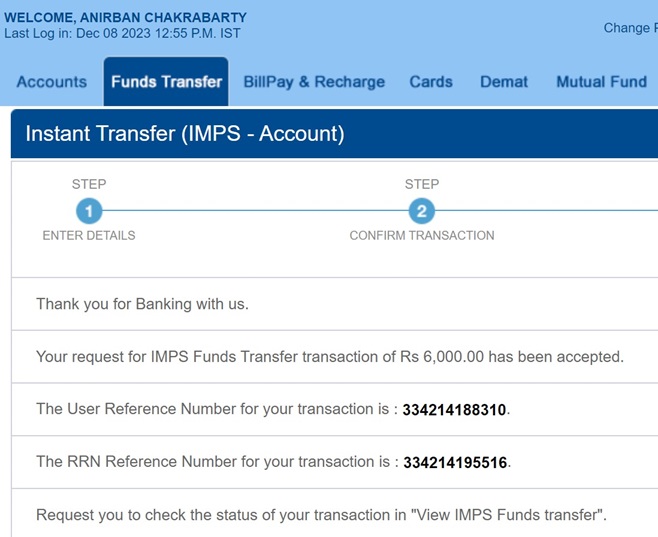 WELCOME, ANIRBAN CHAKRABARTY
Last Log in: Dec 08 2023 12:55 P.M. IST
Change
Accounts Funds Transfer BillPay & Recharge Cards Demat Mutual Fund
Instant Transfer (IMPS - Account)
STEP STEP
1 2
ENTER DETAILS CONFIRM TRANSACTION
Thank you for Banking with us.
Your request for IMPS Funds Transfer transaction of Rs 6,000.00 has been accepted.
The User Reference Number for your transaction is : 334214188310.
The RRN Reference Number for your transaction is : 334214195516.
Request you to check the status of your transaction in "View IMPS Funds transfer".